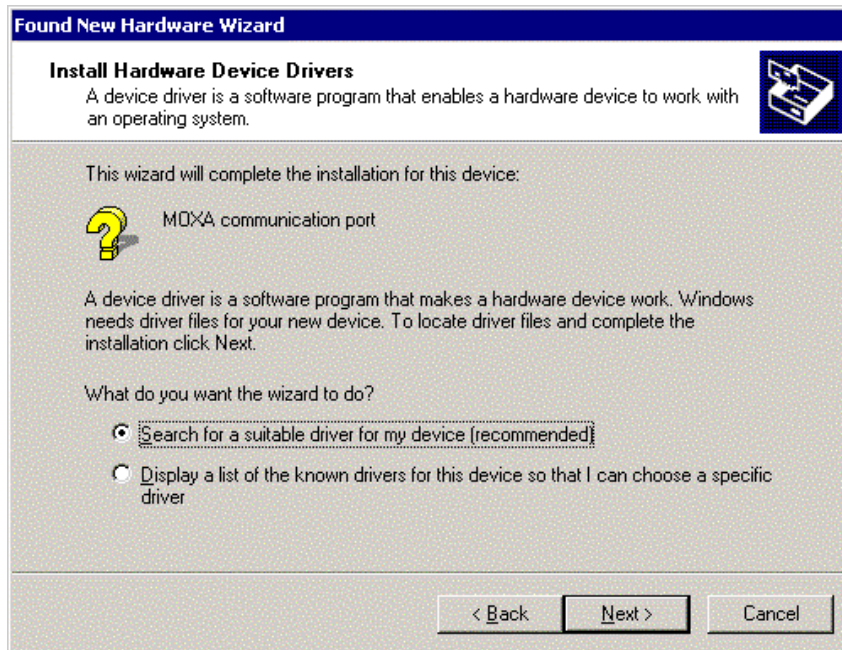 Found New Hardware Wizard
Install Hardware Device Drivers
A device driver is a software program that enables a hardware device to work with
an operating system.
This wizard will complete the installation for this device:
MOXA communication port
A device driver is a software program that makes a hardware device work. Windows
needs driver files for your new device. To locate driver files and complete the
installation click Next.
What do you want the wizard to do?
Search for a suitable driver for my device (recommended)
Display a list of the known drivers for this device so that I can choose a specific
driver
< Back
Next >
Cancel